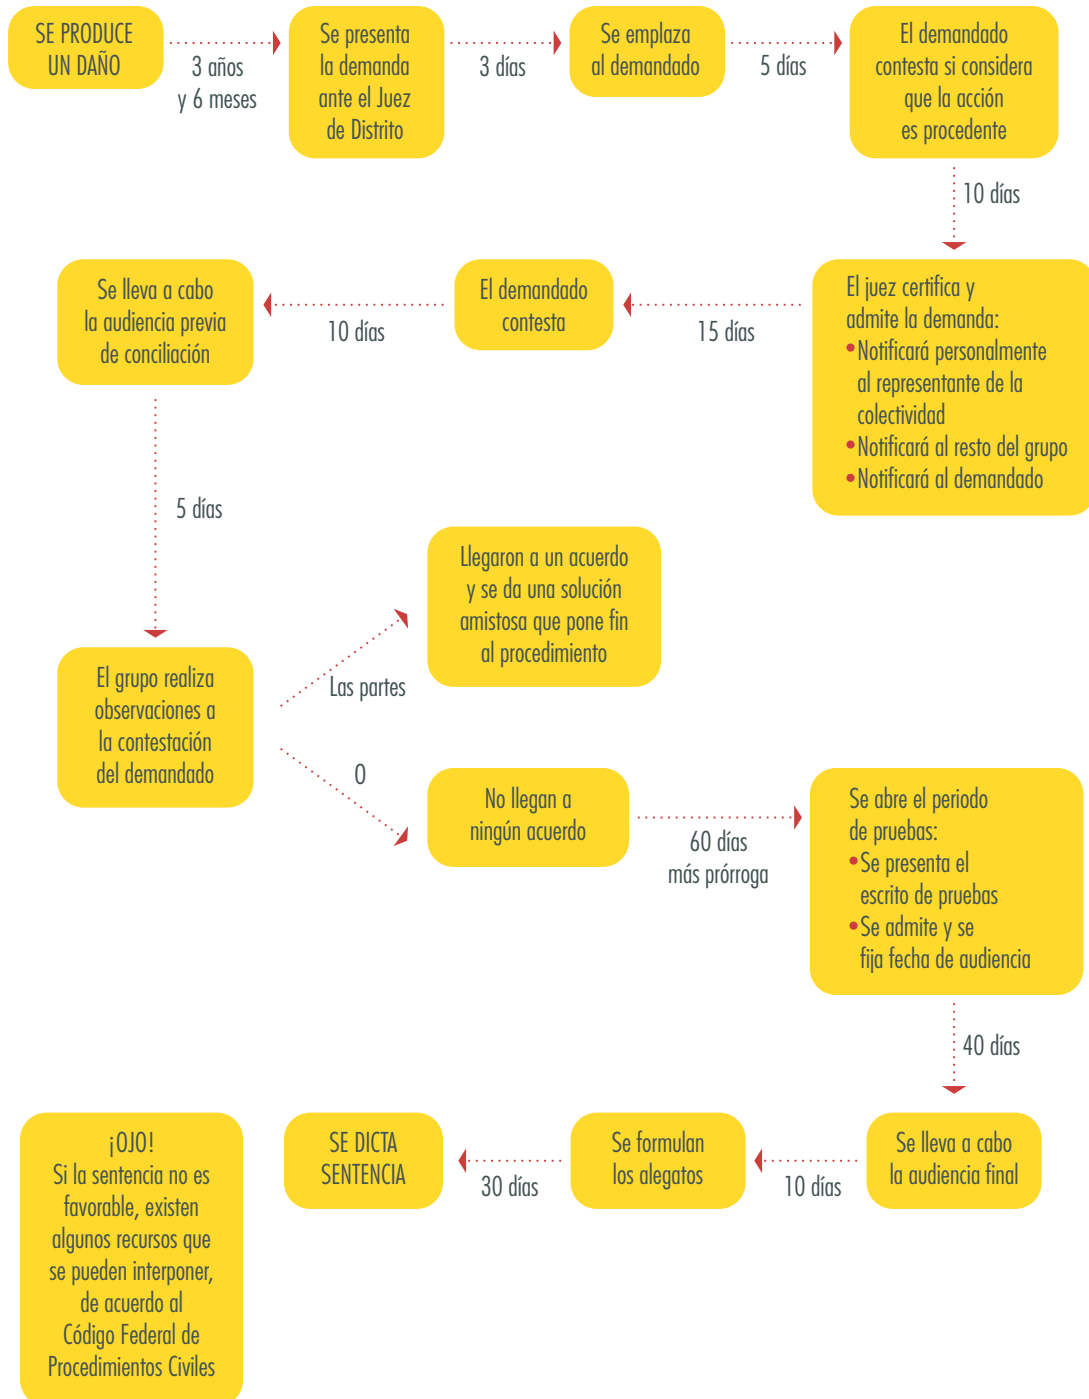 SE PRODUCE
UN DAÑO
3 años
y 6 meses
Se presenta
la demanda
ante el Juez
de Distrito
3 días
Se emplaza
al demandado
5 días
El demandado
contesta si considera
que la acción
es procedente
10 días
El juez certifica y
admite la demanda:
• Notificará personalmente
al representante de la
colectividad
• Notificará al resto del grupo
• Notificará al demandado
15 días
El demandado
contesta
10 días
Se lleva a cabo
la audiencia previa
de conciliación
5 días
El grupo realiza
observaciones a
la contestación
del demandado
Las partes
Llegaron a un acuerdo
y se da una solución
amistosa que pone fin
al procedimiento
O
No llegan a
ningún acuerdo
60 días
más prórroga
Se abre el periodo
de pruebas:
• Se presenta el
escrito de pruebas
• Se admite y se
fija fecha de audiencia
40 días
Se lleva a cabo
la audiencia final
10 días
Se formulan
los alegatos
30 días
SE DICTA
SENTENCIA
¡OJO!
Si la sentencia no es
favorable, existen
algunos recursos que
se pueden interponer,
de acuerdo al
Código Federal de
Procedimientos Civiles